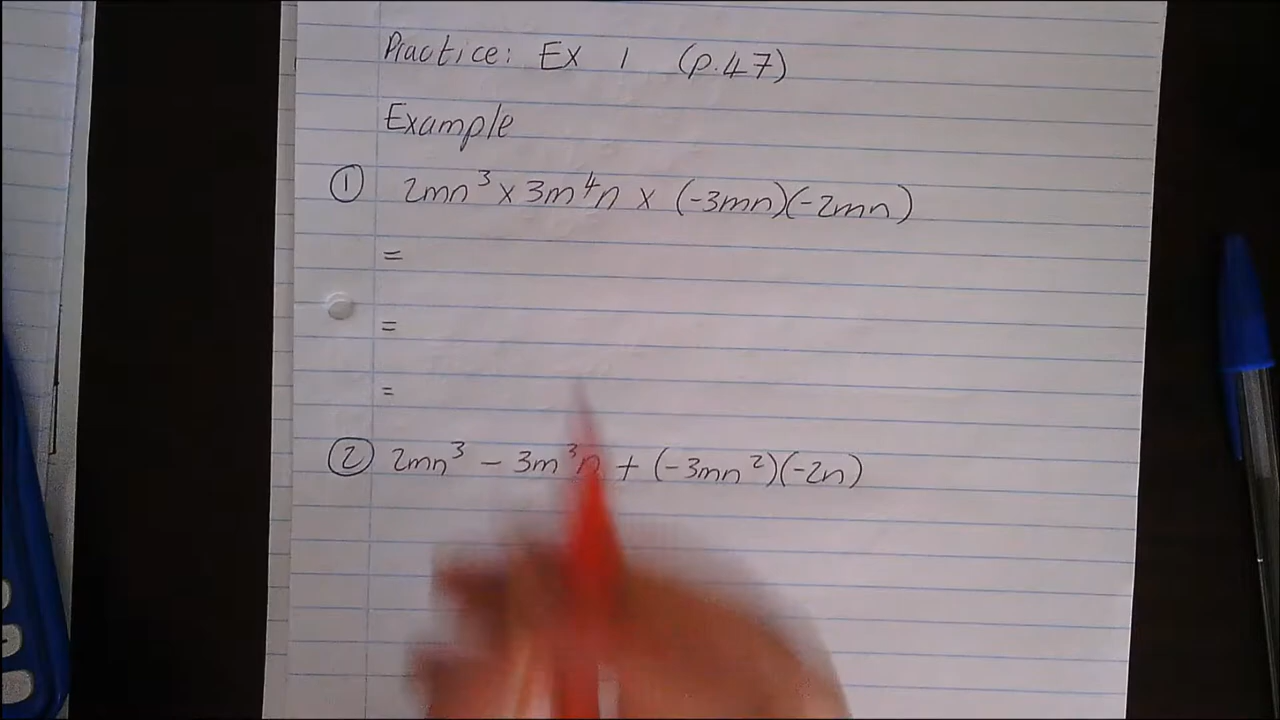 Practice: Ex 1 (p.47)
Example
① 2mn³ × 3m⁴n × (-3mn)(-2mn)
=
=
=
② 2mn³ - 3m³n + (-3mn²)(-2n)